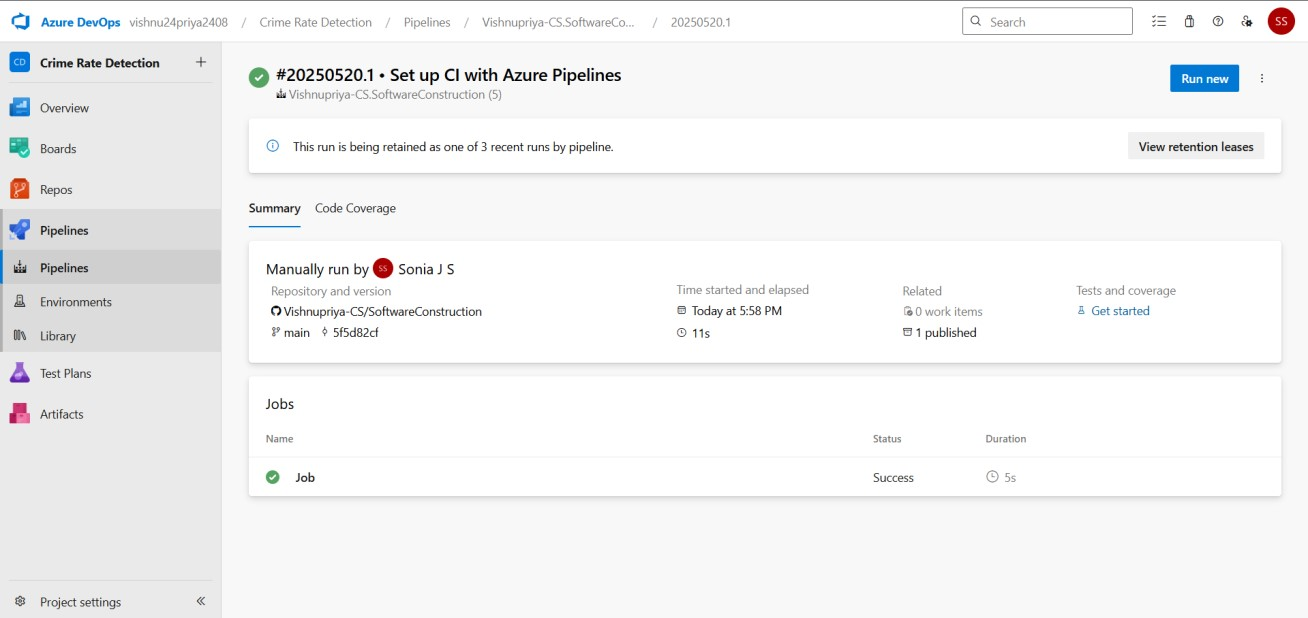 Azure DevOps vishnu24priya2408 / Crime Rate Detection / Pipelines / Vishnupriya-CS.SoftwareCo... / 20250520.1
Search
SS
CD Crime Rate Detection +
Overview
Boards
Repos
Pipelines
Pipelines
Environments
Library
Test Plans
Artifacts
Project settings
#20250520.1 • Set up CI with Azure Pipelines
Vishnupriya-CS.SoftwareConstruction (5)
Run new
This run is being retained as one of 3 recent runs by pipeline.
View retention leases
Summary Code Coverage
Manually run by SS Sonia J S
Repository and version
Vishnupriya-CS/SoftwareConstruction
main 5f5d82cf
Time started and elapsed
Today at 5:58 PM
11s
Related
0 work items
1 published
Tests and coverage
Get started
Jobs
Name Status Duration
Job Success 5s